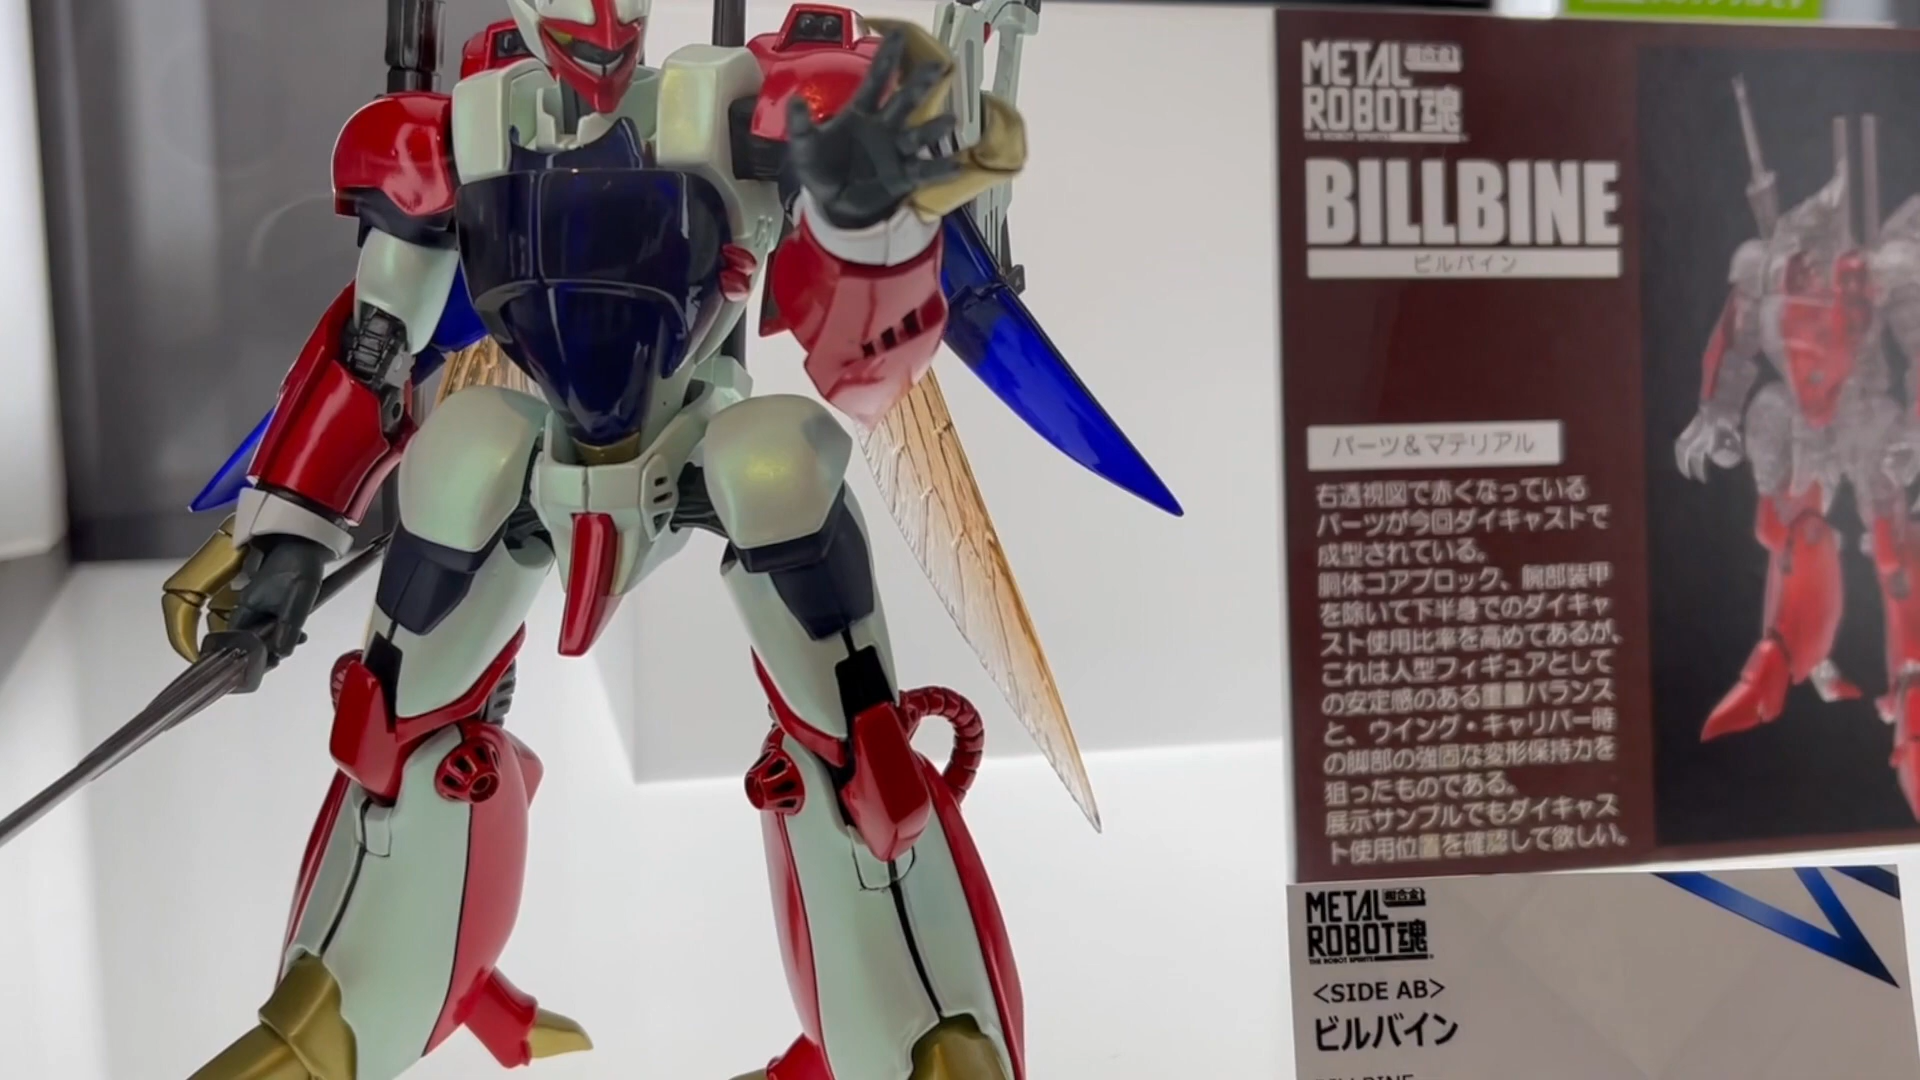 METAL 超合金
ROBOT魂
THE ROBOT SPIRITS
BILLBINE
ビルバイン
パーツ&マテリアル
右透視図で赤くなっている
パーツが今回ダイキャストで
成型されている。
胴体コアブロック、腕部装甲
を除いて下半身でのダイキャ
スト使用比率を高めてあるが、
これは人型フィギュアとして
の安定感のある重量バランス
と、ウイング・キャリバー時
の脚部の強固な変形保持力を
狙ったものである。
展示サンプルでもダイキャス
ト使用位置を確認して欲しい。
METAL 超合金
ROBOT魂
THE ROBOT SPIRITS
<SIDE AB>
ビルバイン
BILLBINE